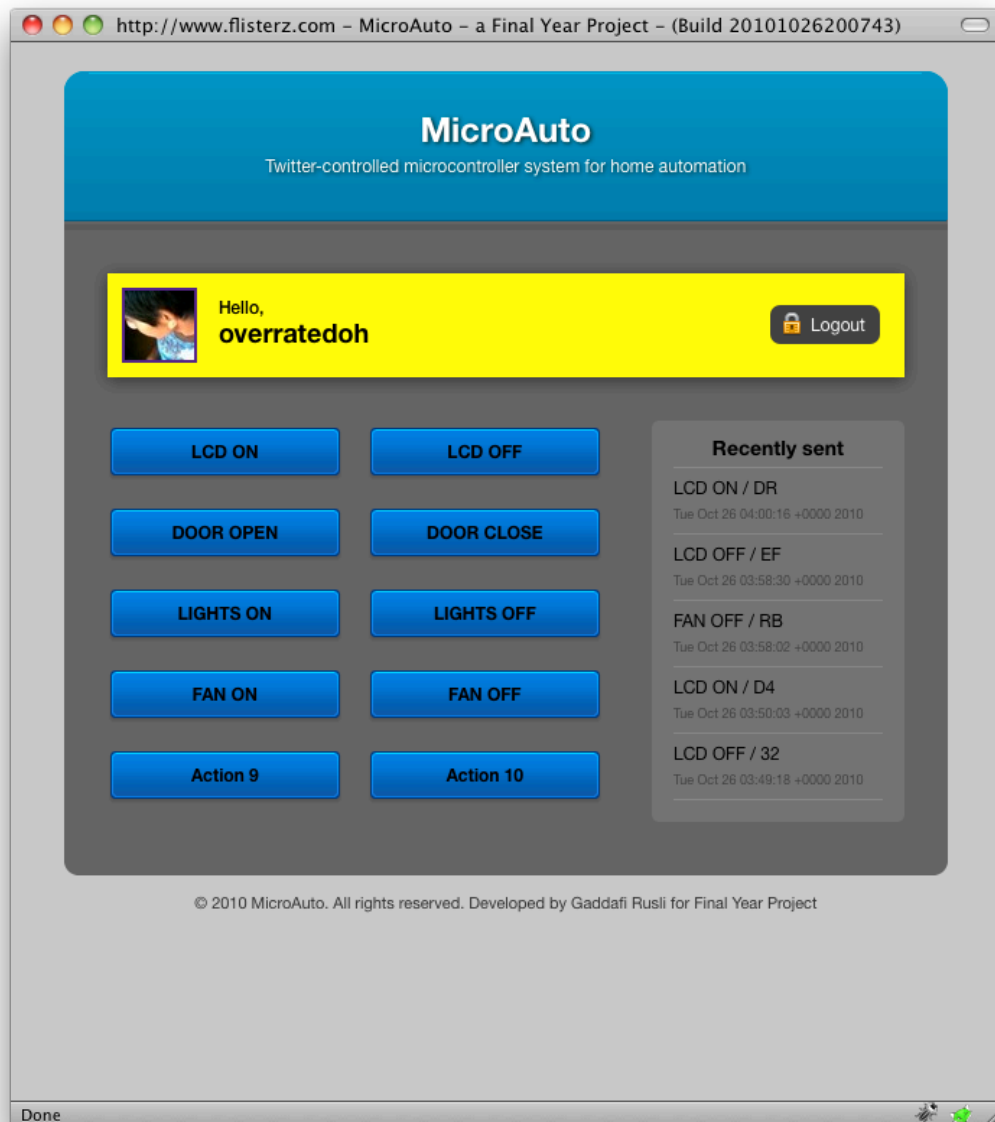 http://www.flisterz.com – MicroAuto – a Final Year Project – (Build 20101026200743)
MicroAuto
Twitter-controlled microcontroller system for home automation
Hello,
overratedoh
Logout
LCD ON
LCD OFF
DOOR OPEN
DOOR CLOSE
LIGHTS ON
LIGHTS OFF
FAN ON
FAN OFF
Action 9
Action 10
Recently sent
LCD ON / DR
Tue Oct 26 04:00:16 +0000 2010
LCD OFF / EF
Tue Oct 26 03:58:30 +0000 2010
FAN OFF / RB
Tue Oct 26 03:58:02 +0000 2010
LCD ON / D4
Tue Oct 26 03:50:03 +0000 2010
LCD OFF / 32
Tue Oct 26 03:49:18 +0000 2010
© 2010 MicroAuto. All rights reserved. Developed by Gaddafi Rusli for Final Year Project
Done